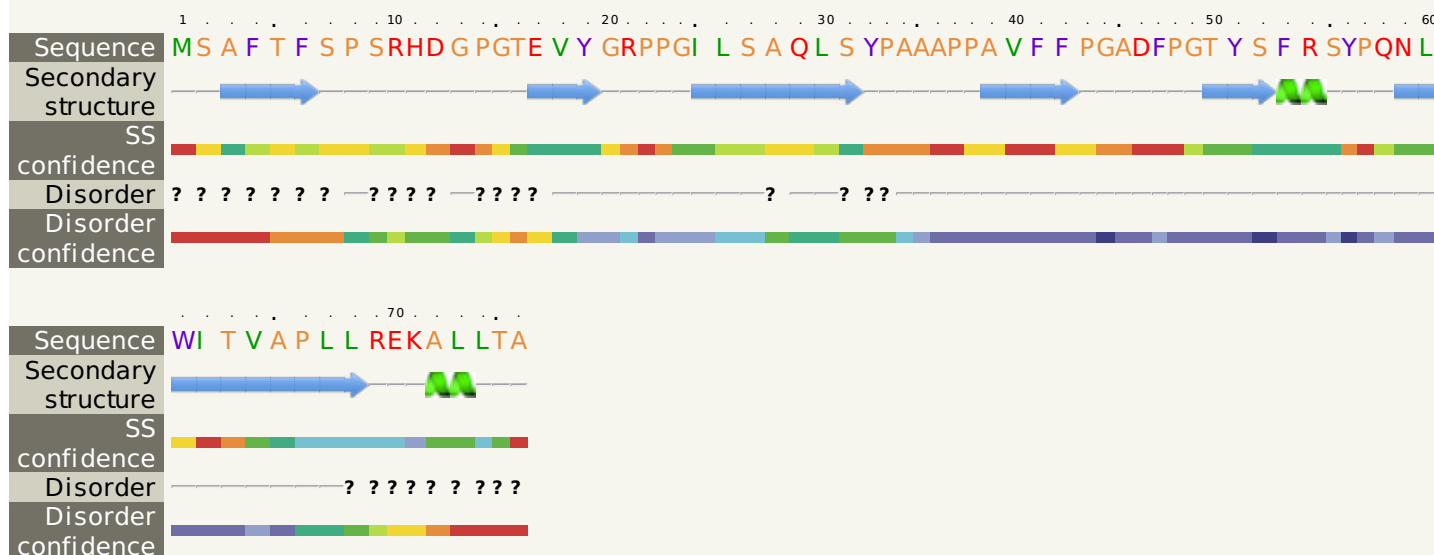 1 10 20 30 40 50 60
Sequence MSAFTFSPSRHDGPGTEVYGRPPGILSAQLSYPAAAPPAVFFPGADFPGTYSFRSYPQNL
Secondary
structure
SS
confidence
Disorder ? ? ? ? ? ? ? ? ? ? ? ? ? ? ? ? ? ? ?
Disorder
confidence
70
Sequence WITVAPLLREKALLTA
Secondary
structure
SS
confidence
Disorder ? ? ? ? ? ? ? ? ?
Disorder
confidence